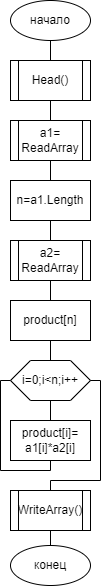 начало
Head()
a1=
ReadArray
n=a1.Length
a2=
ReadArray
product[n]
i=0;i<n;i++
product[i]=
a1[i]*a2[i]
WriteArray()
конец